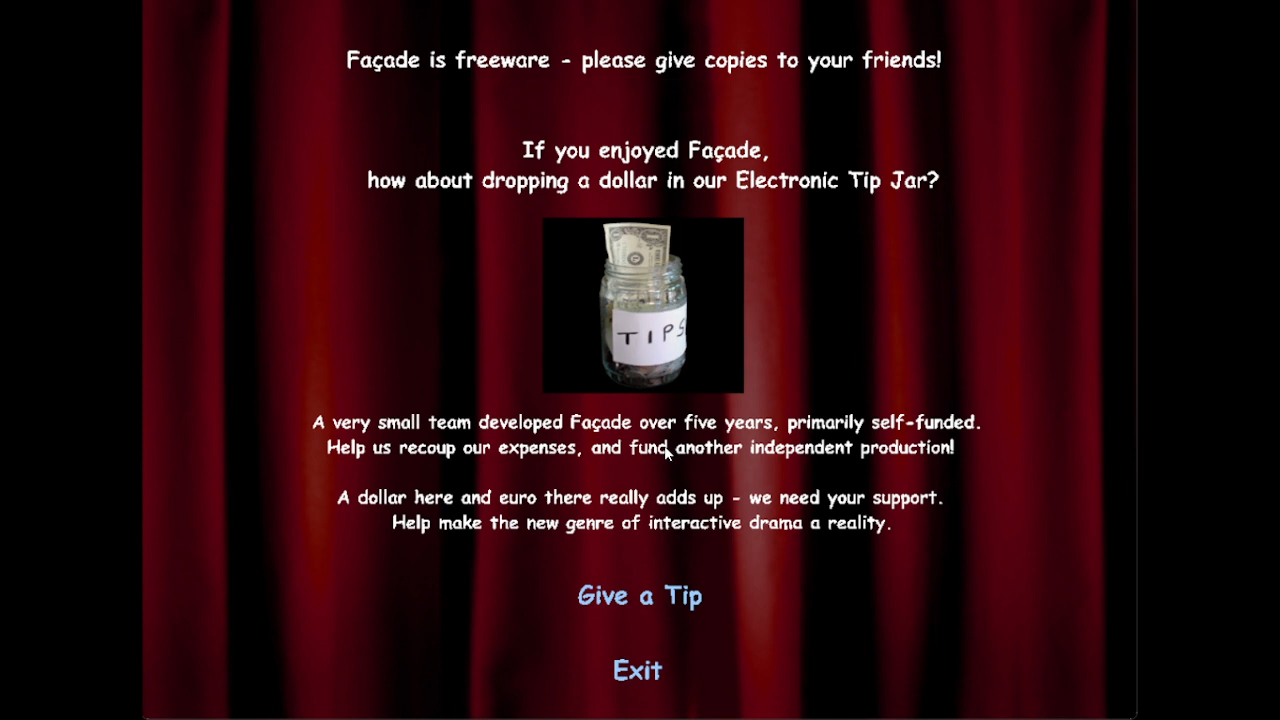 Façade is freeware - please give copies to your friends!
If you enjoyed Façade,
how about dropping a dollar in our Electronic Tip Jar?
TIPS
A very small team developed Façade over five years, primarily self-funded.
Help us recoup our expenses, and fund another independent production!
A dollar here and euro there really adds up - we need your support.
Help make the new genre of interactive drama a reality.
Give a Tip
Exit